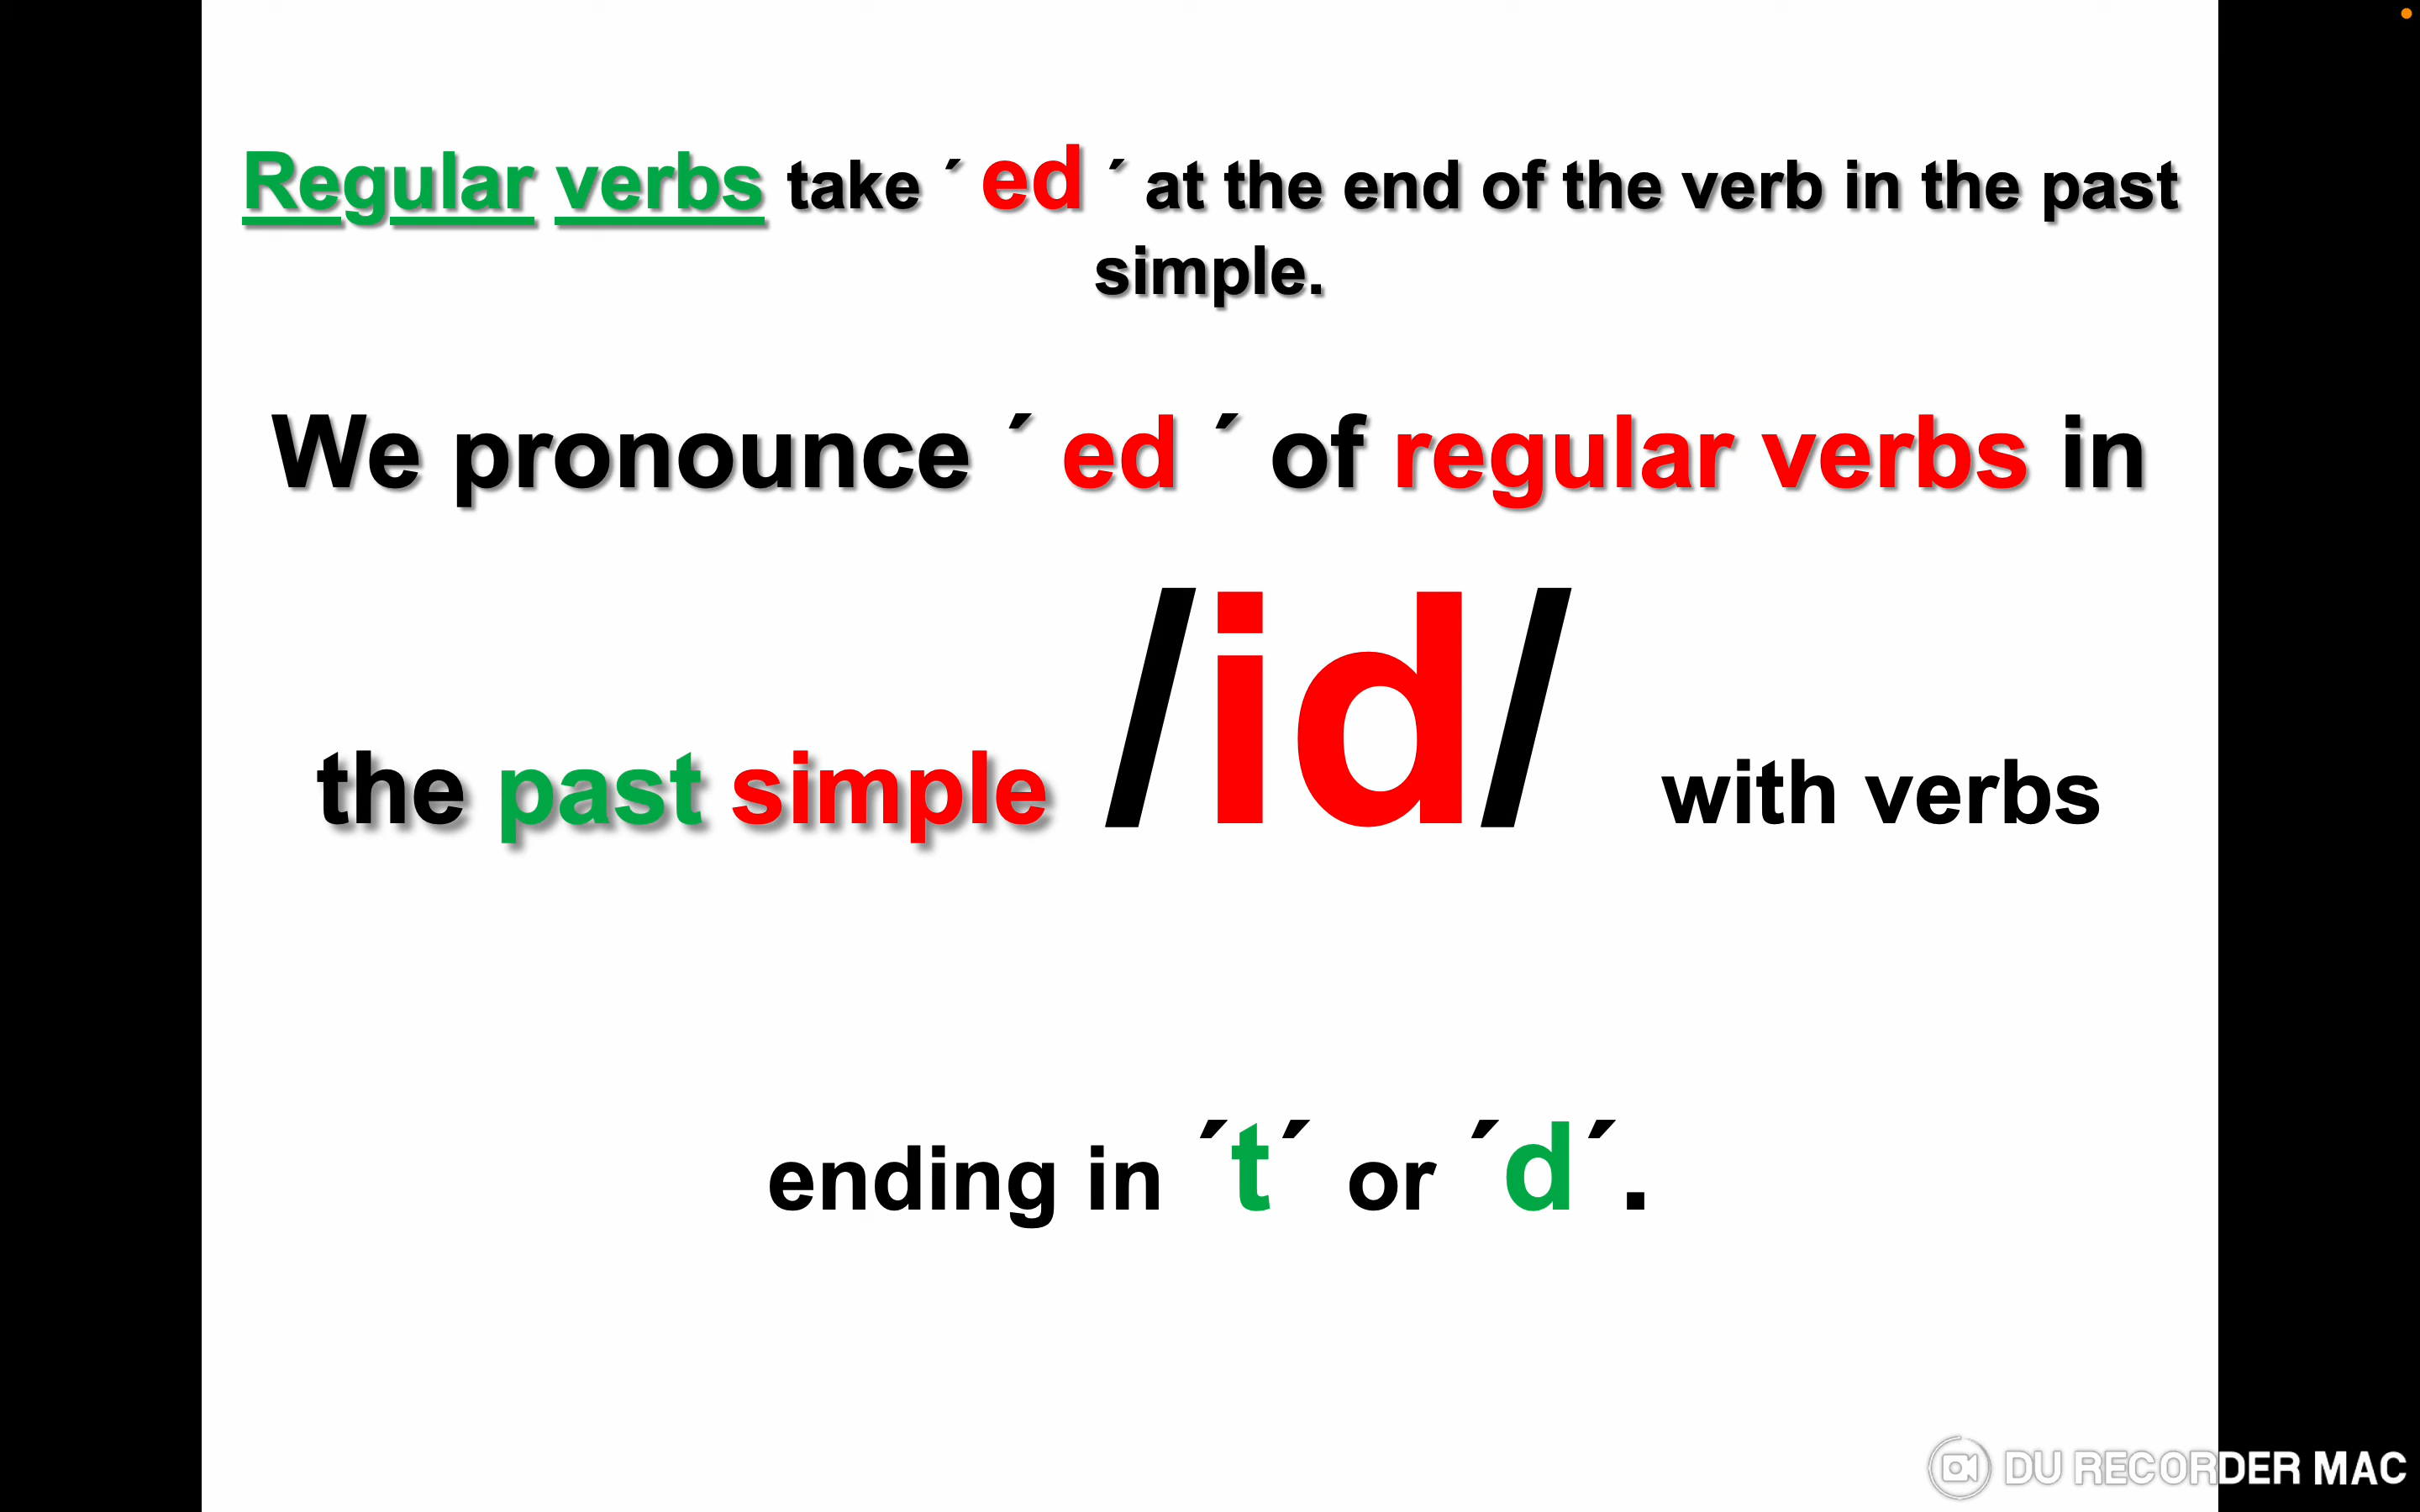 Regular verbs take ´ ed ´ at the end of the verb in the past
simple.
We pronounce ´ ed ´ of regular verbs in
the past simple /id/ with verbs
ending in ´t´ or ´d´.
DU RECORDER MAC